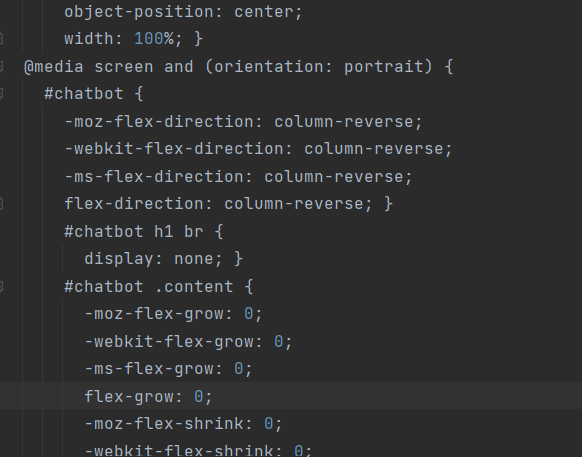 object-position: center;
width: 100%; }
@media screen and (orientation: portrait) {
#chatbot {
-moz-flex-direction: column-reverse;
-webkit-flex-direction: column-reverse;
-ms-flex-direction: column-reverse;
flex-direction: column-reverse; }
#chatbot h1 br {
display: none; }
#chatbot .content {
-moz-flex-grow: 0;
-webkit-flex-grow: 0;
-ms-flex-grow: 0;
flex-grow: 0;
-moz-flex-shrink: 0;
-webkit-flex-shrink: 0;